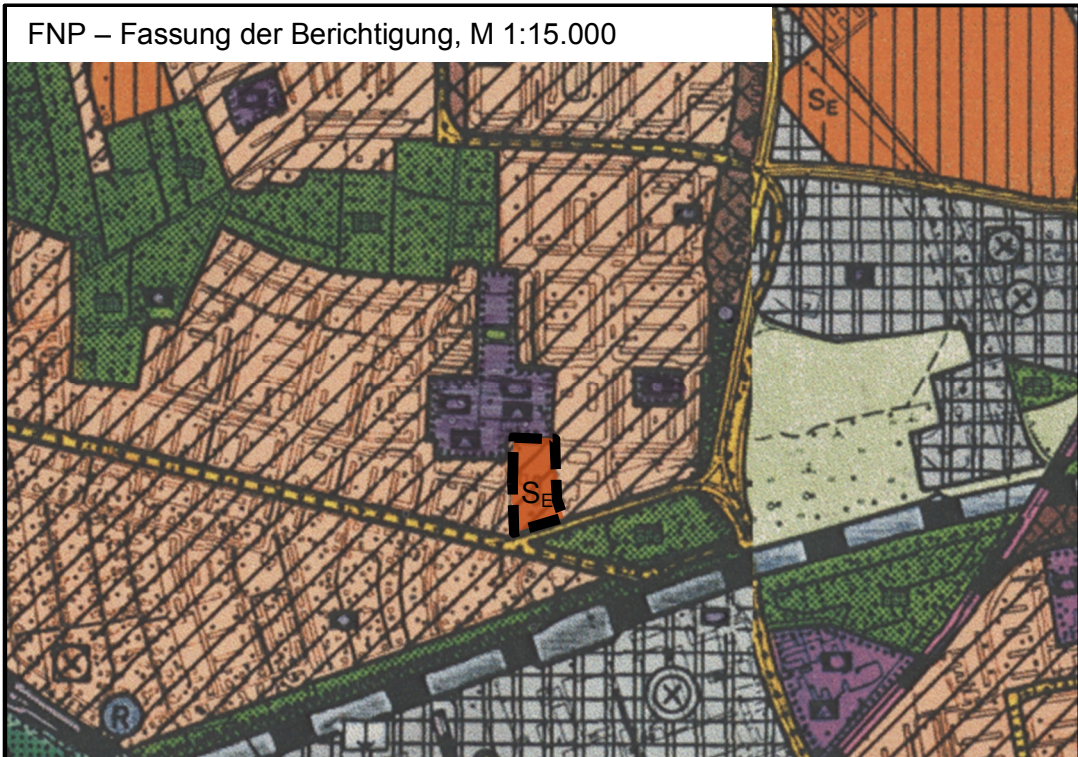 FNP – Fassung der Berichtigung, M 1:15.000
SE
SE
R